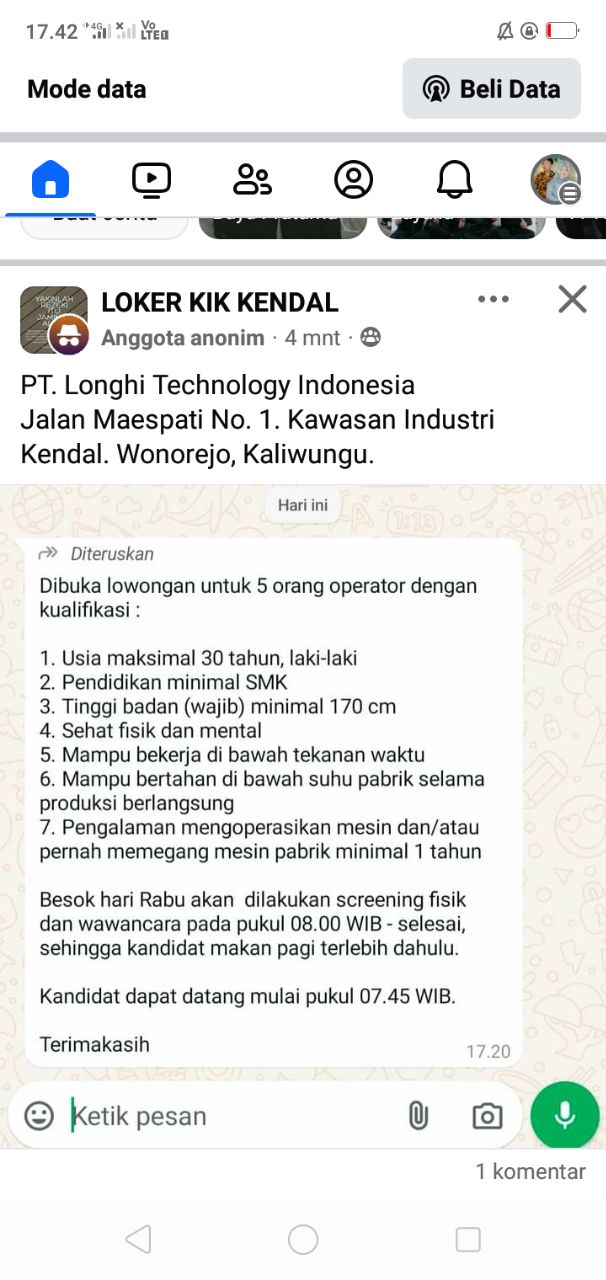 17.42 4G Vo LTE
Mode data
Beli Data
LOKER KIK KENDAL
Anggota anonim · 4 mnt ·
PT. Longhi Technology Indonesia
Jalan Maespati No. 1. Kawasan Industri
Kendal. Wonorejo, Kaliwungu.
Hari ini
Diteruskan
Dibuka lowongan untuk 5 orang operator dengan
kualifikasi :
1. Usia maksimal 30 tahun, laki-laki
2. Pendidikan minimal SMK
3. Tinggi badan (wajib) minimal 170 cm
4. Sehat fisik dan mental
5. Mampu bekerja di bawah tekanan waktu
6. Mampu bertahan di bawah suhu pabrik selama
produksi berlangsung
7. Pengalaman mengoperasikan mesin dan/atau
pernah memegang mesin pabrik minimal 1 tahun
Besok hari Rabu akan dilakukan screening fisik
dan wawancara pada pukul 08.00 WIB - selesai,
sehingga kandidat makan pagi terlebih dahulu.
Kandidat dapat datang mulai pukul 07.45 WIB.
Terimakasih
17.20
Ketik pesan
1 komentar